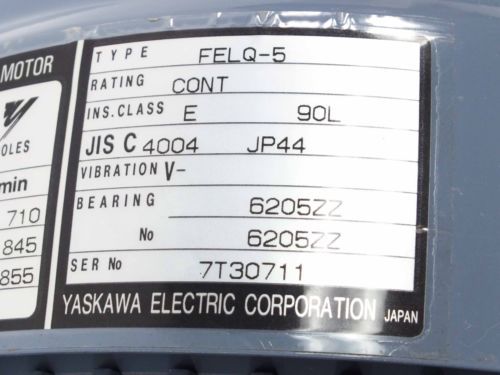 MOTOR
OLES
min
710
845
855
TYPE FELQ-5
RATING CONT
INS.CLASS E 90L
JIS C 4004 JP44
VIBRATION V-
BEARING 6205ZZ
No 6205ZZ
SER No 7T30711
YASKAWA ELECTRIC CORPORATION JAPAN